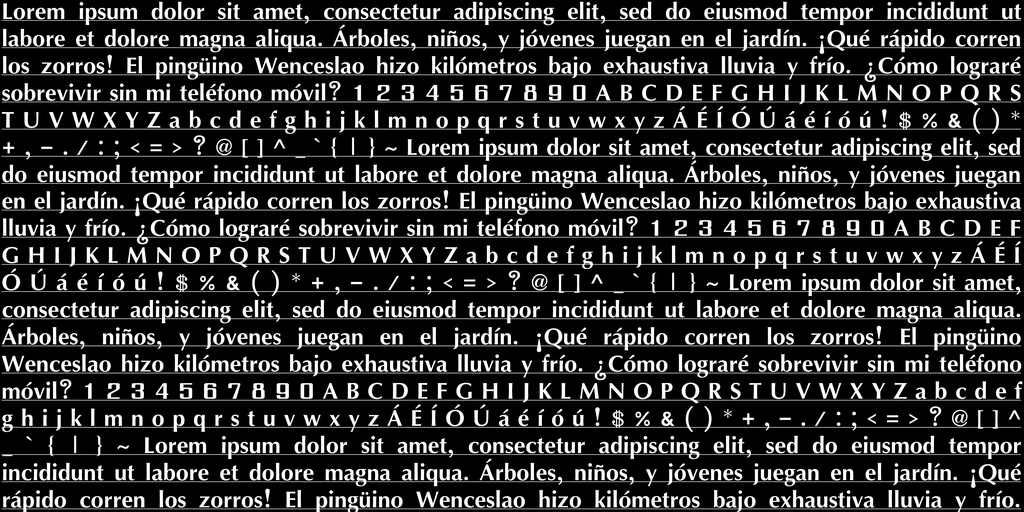 Lorem ipsum dolor sit amet, consectetur adipiscing elit, sed do eiusmod tempor incididunt ut
labore et dolore magna aliqua. Árboles, niños, y jóvenes juegan en el jardín. ¡Qué rápido corren
los zorros! El pingüino Wenceslao hizo kilómetros bajo exhaustiva lluvia y frío. ¿Cómo lograré
sobrevivir sin mi teléfono móvil? 1 2 3 4 5 6 7 8 9 0 A B C D E F G H I J K L M N O P Q R S
T U V W X Y Z a b c d e f g h i j k l m n o p q r s t u v w x y z Á É Í Ó Ú á é í ó ú ! $ % & ( ) *
+ , – . / : ; < = > ? @ [ ] ^ _ ` { | } ~ Lorem ipsum dolor sit amet, consectetur adipiscing elit, sed
do eiusmod tempor incididunt ut labore et dolore magna aliqua. Árboles, niños, y jóvenes juegan
en el jardín. ¡Qué rápido corren los zorros! El pingüino Wenceslao hizo kilómetros bajo exhaustiva
lluvia y frío. ¿Cómo lograré sobrevivir sin mi teléfono móvil? 1 2 3 4 5 6 7 8 9 0 A B C D E F
G H I J K L M N O P Q R S T U V W X Y Z a b c d e f g h i j k l m n o p q r s t u v w x y z Á É Í
Ó Ú á é í ó ú ! $ % & ( ) * + , – . / : ; < = > ? @ [ ] ^ _ ` { | } ~ Lorem ipsum dolor sit amet,
consectetur adipiscing elit, sed do eiusmod tempor incididunt ut labore et dolore magna aliqua.
Árboles, niños, y jóvenes juegan en el jardín. ¡Qué rápido corren los zorros! El pingüino
Wenceslao hizo kilómetros bajo exhaustiva lluvia y frío. ¿Cómo lograré sobrevivir sin mi teléfono
móvil? 1 2 3 4 5 6 7 8 9 0 A B C D E F G H I J K L M N O P Q R S T U V W X Y Z a b c d e f
g h i j k l m n o p q r s t u v w x y z Á É Í Ó Ú á é í ó ú ! $ % & ( ) * + , – . / : ; < = > ? @ [ ] ^
_ ` { | } ~ Lorem ipsum dolor sit amet, consectetur adipiscing elit, sed do eiusmod tempor
incididunt ut labore et dolore magna aliqua. Árboles, niños, y jóvenes juegan en el jardín. ¡Qué
rápido corren los zorros! El pingüino Wenceslao hizo kilómetros bajo exhaustiva lluvia y frío.